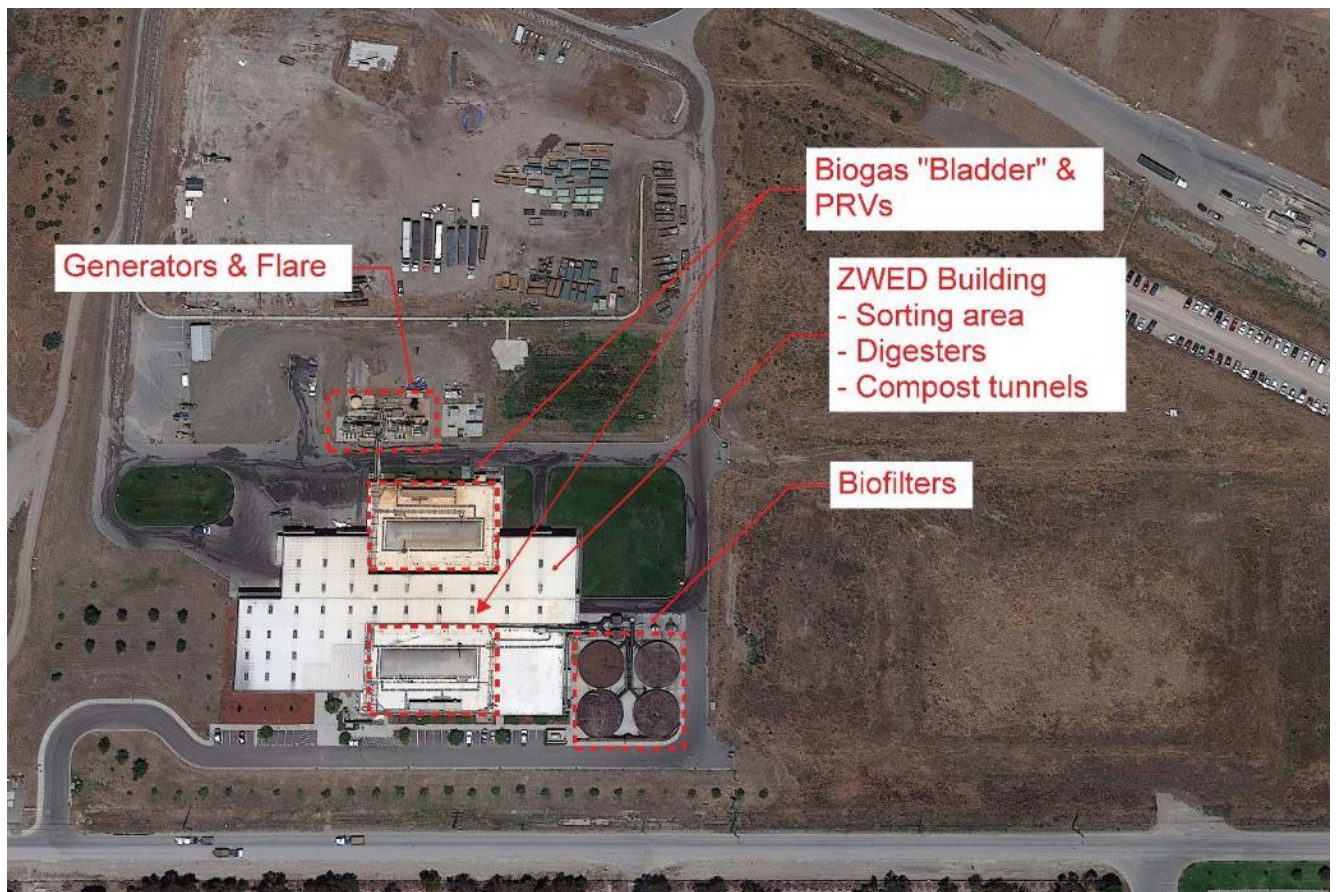 Biogas "Bladder" &
PRVs
Generators & Flare
ZWED Building
- Sorting area
- Digesters
- Compost tunnels
Biofilters